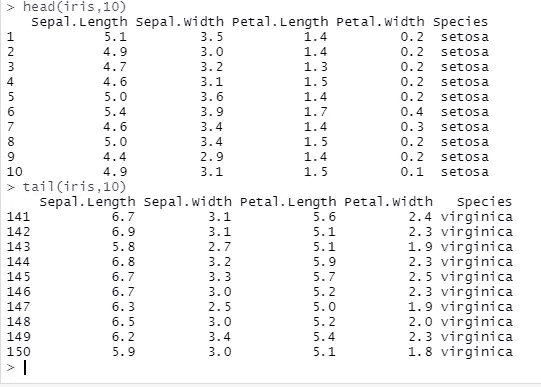 > head(iris,10)
   Sepal.Length Sepal.Width Petal.Length Petal.Width Species
1           5.1         3.5          1.4         0.2  setosa
2           4.9         3.0          1.4         0.2  setosa
3           4.7         3.2          1.3         0.2  setosa
4           4.6         3.1          1.5         0.2  setosa
5           5.0         3.6          1.4         0.2  setosa
6           5.4         3.9          1.7         0.4  setosa
7           4.6         3.4          1.4         0.3  setosa
8           5.0         3.4          1.5         0.2  setosa
9           4.4         2.9          1.4         0.2  setosa
10          4.9         3.1          1.5         0.1  setosa
> tail(iris,10)
    Sepal.Length Sepal.Width Petal.Length Petal.Width   Species
141          6.7         3.1          5.6         2.4 virginica
142          6.9         3.1          5.1         2.3 virginica
143          5.8         2.7          5.1         1.9 virginica
144          6.8         3.2          5.9         2.3 virginica
145          6.7         3.3          5.7         2.5 virginica
146          6.7         3.0          5.2         2.3 virginica
147          6.3         2.5          5.0         1.9 virginica
148          6.5         3.0          5.2         2.0 virginica
149          6.2         3.4          5.4         2.3 virginica
150          5.9         3.0          5.1         1.8 virginica
>